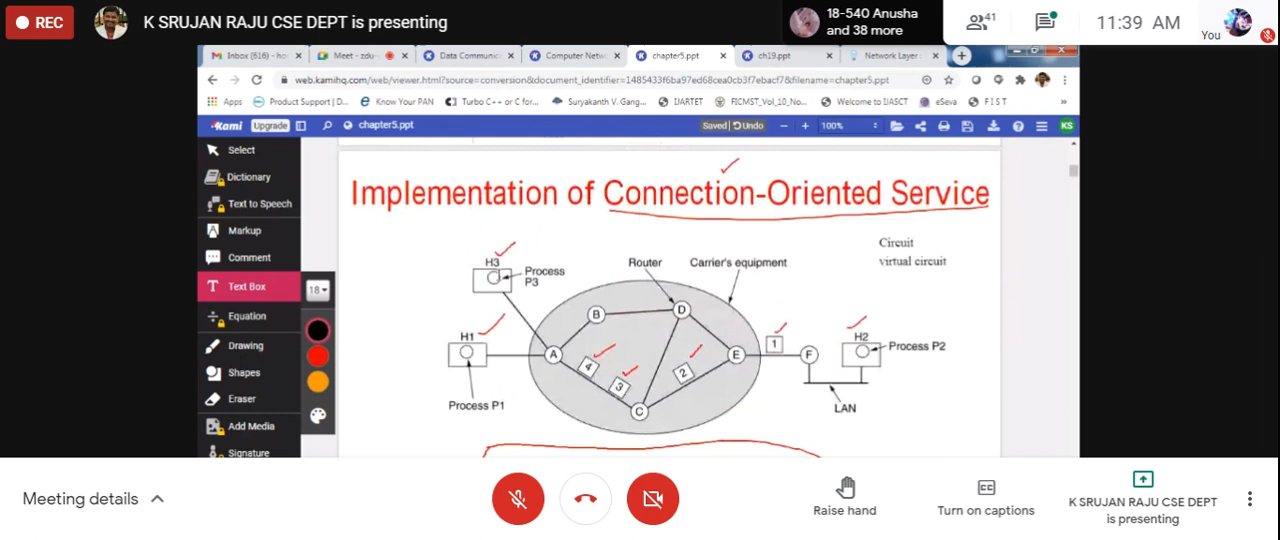 REC
K SRUJAN RAJU CSE DEPT is presenting
18-540 Anusha
and 38 more
41
11:39 AM
You
Inbox (616) - ho
Meet - zdu-
Data Communic
Computer Netw
chapter5.ppt
ch19.ppt
Network Layer
web.kamihq.com/web/viewer.html?source=conversion&document_identifier=1485433f6ba97ed68cea0cb3f7ebacf7&filename=chapter5.ppt
Apps
Product Support | D...
Know Your PAN
Turbo C++ or C for...
Suryakanth V. Gang...
IJARTET
FICMST_Vol_10_No...
Welcome to IJASCT
eSeva
F I S T
»
Kami
Upgrade
chapter5.ppt
Saved
Undo
100%
KS
Select
Dictionary
Text to Speech
Markup
Comment
Text Box
18
Equation
Drawing
Shapes
Eraser
Add Media
Signature
Implementation of Connection-Oriented Service
Circuit
virtual circuit
H3
Process
P3
Router
Carrier's equipment
B
D
H1
1
H2
Process P2
A
4
3
2
E
F
C
Process P1
LAN
Meeting details
Raise hand
Turn on captions
K SRUJAN RAJU CSE DEPT
is presenting